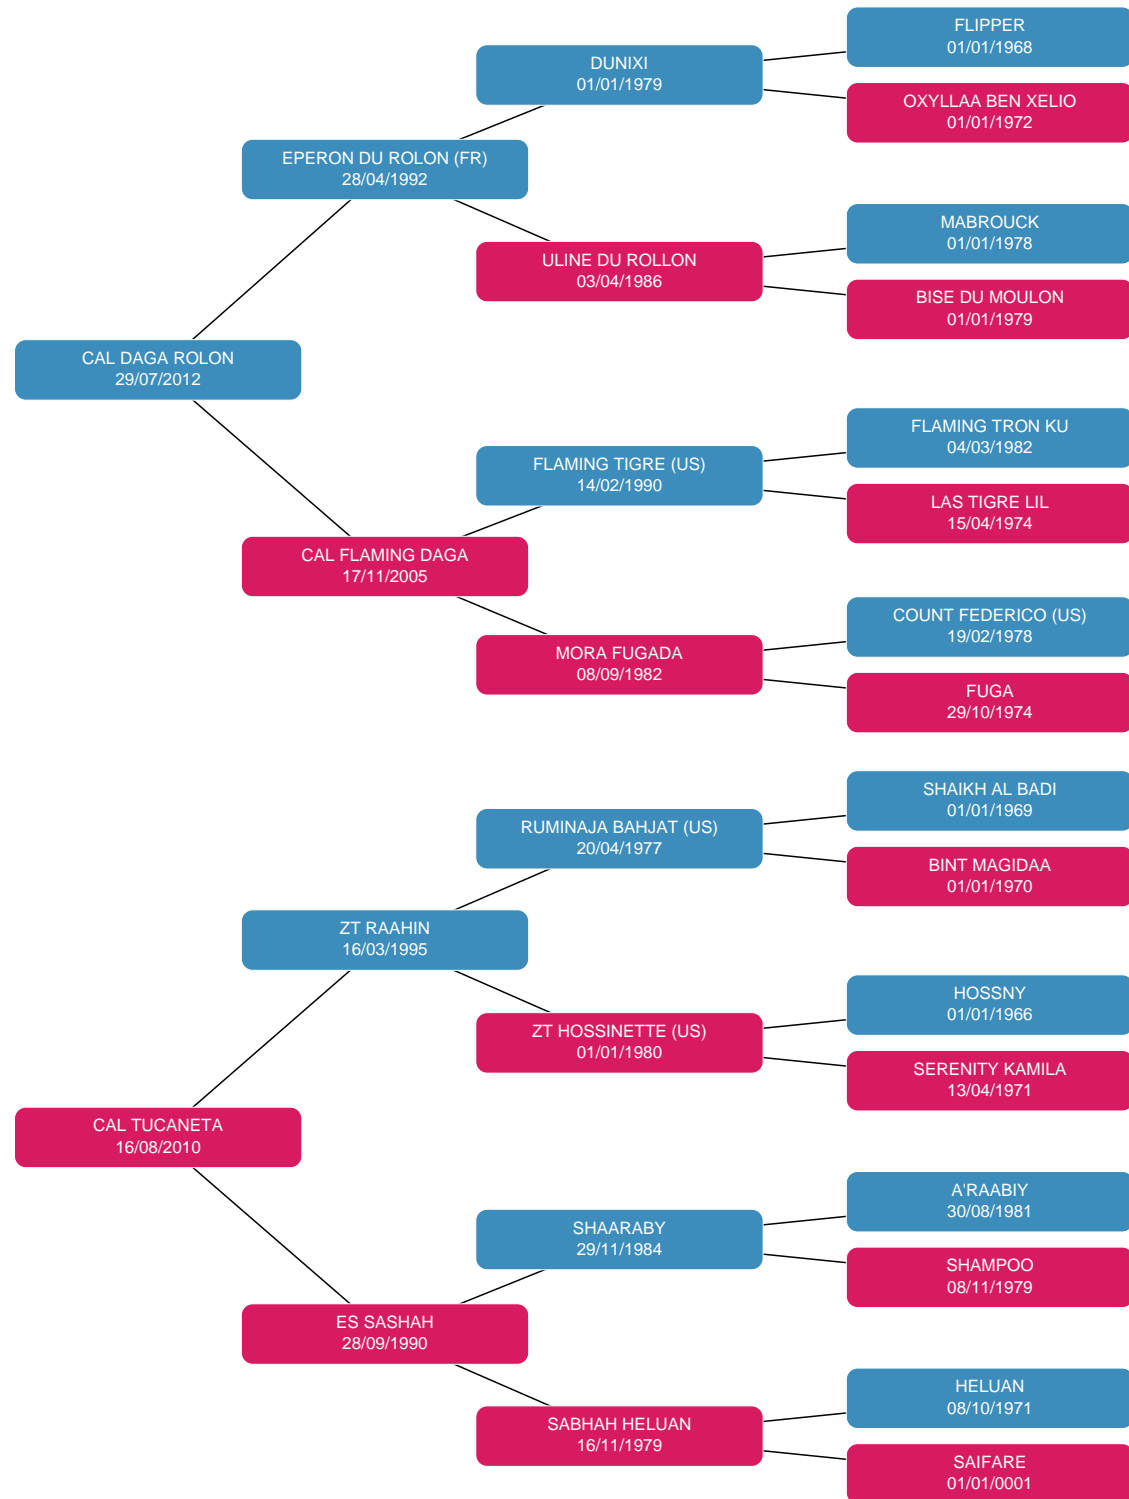 FLIPPER
01/01/1968
DUNIXI
01/01/1979
OXYLLAA BEN XELIO
01/01/1972
EPERON DU ROLON (FR)
28/04/1992
MABROUCK
01/01/1978
ULINE DU ROLLON
03/04/1986
BISE DU MOULON
01/01/1979
CAL DAGA ROLON
29/07/2012
FLAMING TRON KU
04/03/1982
FLAMING TIGRE (US)
14/02/1990
LAS TIGRE LIL
15/04/1974
CAL FLAMING DAGA
17/11/2005
COUNT FEDERICO (US)
19/02/1978
MORA FUGADA
08/09/1982
FUGA
29/10/1974
SHAIKH AL BADI
01/01/1969
RUMINAJA BAHJAT (US)
20/04/1977
BINT MAGIDAA
01/01/1970
ZT RAAHIN
16/03/1995
HOSSNY
01/01/1966
ZT HOSSINETTE (US)
01/01/1980
SERENITY KAMILA
13/04/1971
CAL TUCANETA
16/08/2010
A'RAABIY
30/08/1981
SHAARABY
29/11/1984
SHAMPOO
08/11/1979
ES SASHAH
28/09/1990
HELUAN
08/10/1971
SABHAH HELUAN
16/11/1979
SAIFARE
01/01/0001